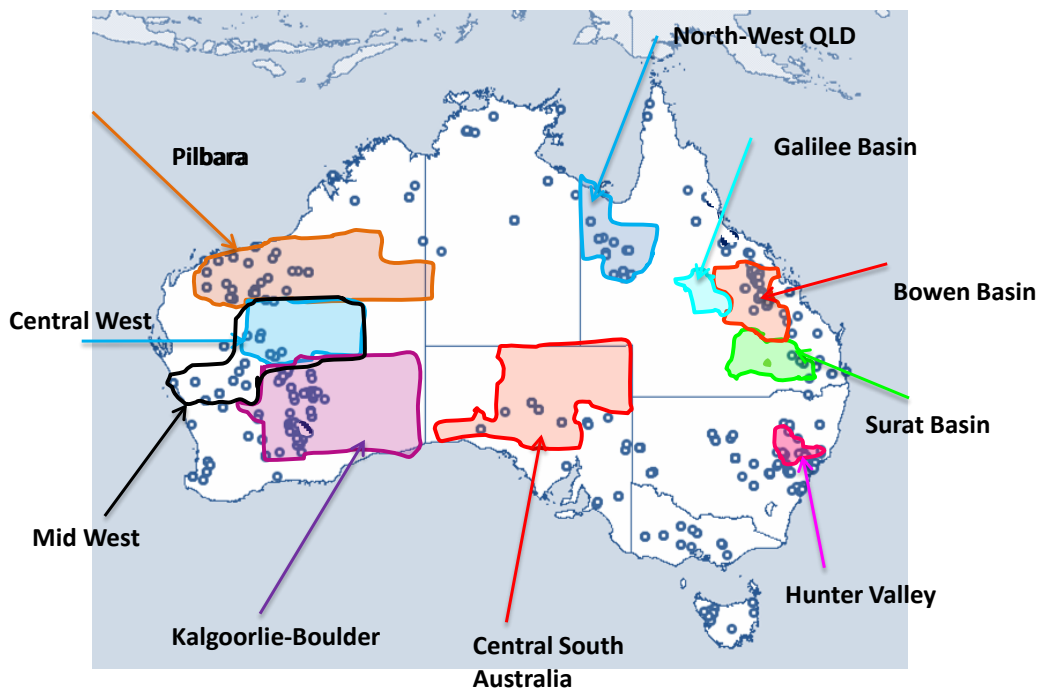 North-West QLD
Galilee Basin
Pilbara
Bowen Basin
Central West
Surat Basin
Mid West
Hunter Valley
Kalgoorlie-Boulder
Central South
Australia